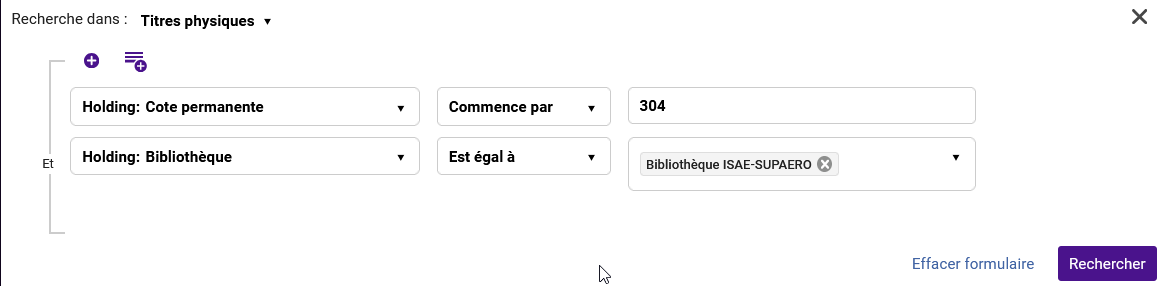 Recherche dans : Titres physiques
Holding: Cote permanente Commence par 304
Et
Holding: Bibliothèque Est égal à Bibliothèque ISAE-SUPAERO
Effacer formulaire Rechercher